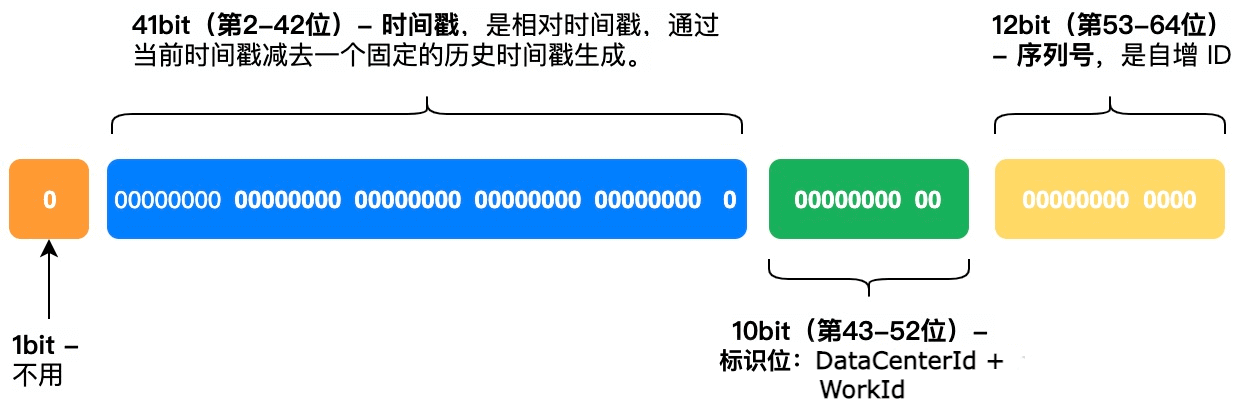 41bit（第2-42位）- 时间戳，是相对时间戳，通过
当前时间戳减去一个固定的历史时间戳生成。
12bit（第53-64位）
- 序列号，是自增 ID
0
00000000 00000000 00000000 00000000 00000000 0
00000000 00
00000000 0000
1bit -
不用
10bit（第43-52位）-
标识位：DataCenterId +
WorkId